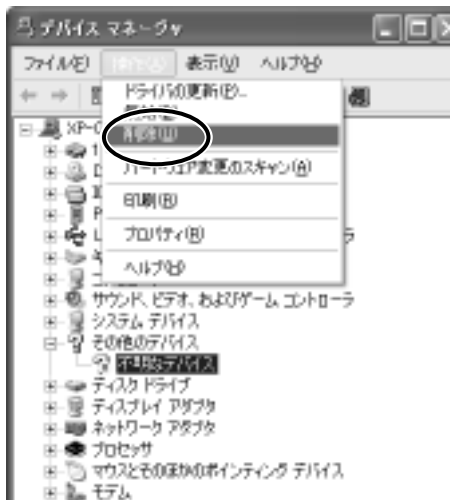 デバイス マネージャ
ファイル(F) 操作(A) 表示(V) ヘルプ(H)
ドライバの更新(P)...
削除(U)
ハードウェア変更のスキャン(A)
印刷(R)
プロパティ(R)
ヘルプ(H)
XP-
1
D
I
P
L ラ
キ
サウンド、ビデオ、およびゲーム コントローラ
システム デバイス
その他のデバイス
不明なデバイス
ディスク ドライブ
ディスプレイ アダプタ
ネットワーク アダプタ
プロセッサ
マウスとそのほかのポインティング デバイス
モデム